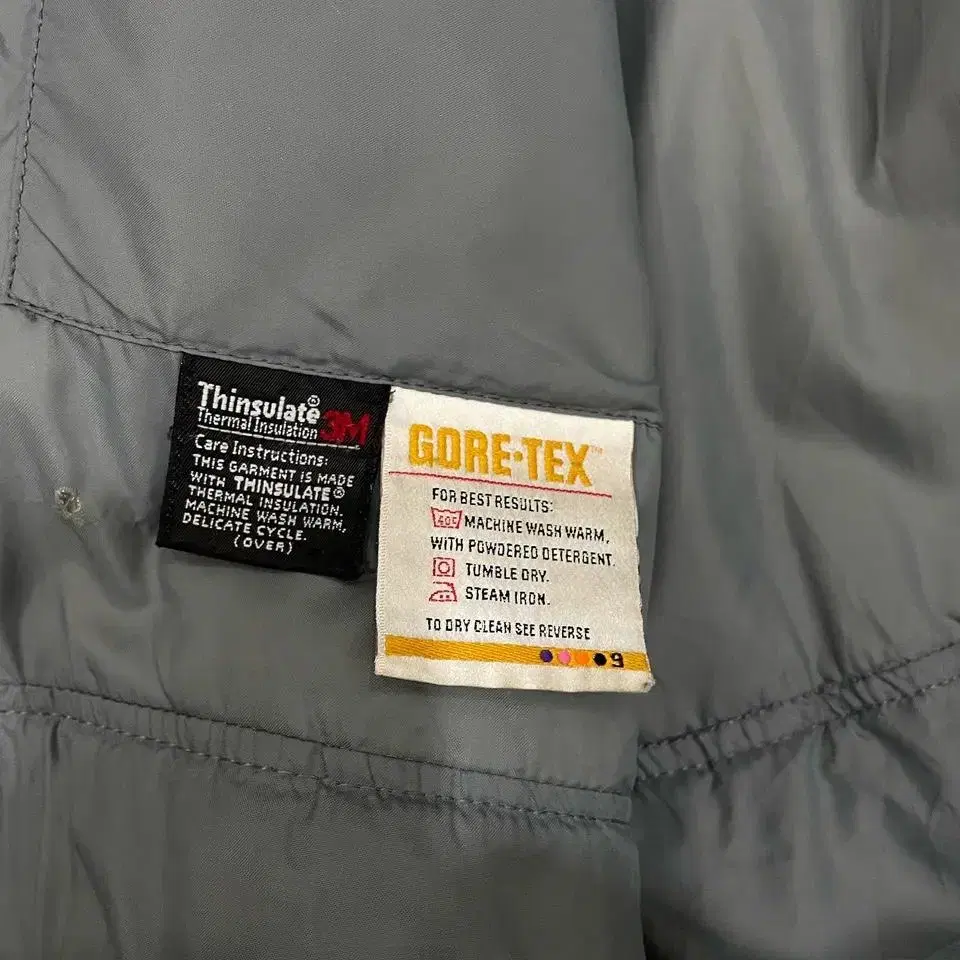 Thinsulate®
Thermal Insulation 3M
Care Instructions:
THIS GARMENT IS MADE
WITH THINSULATE®
THERMAL INSULATION.
MACHINE WASH WARM,
DELICATE CYCLE.
(OVER)
GORE-TEX™
FOR BEST RESULTS:
40° MACHINE WASH WARM,
WITH POWDERED DETERGENT.
TUMBLE DRY.
STEAM IRON.
TO DRY CLEAN SEE REVERSE
9